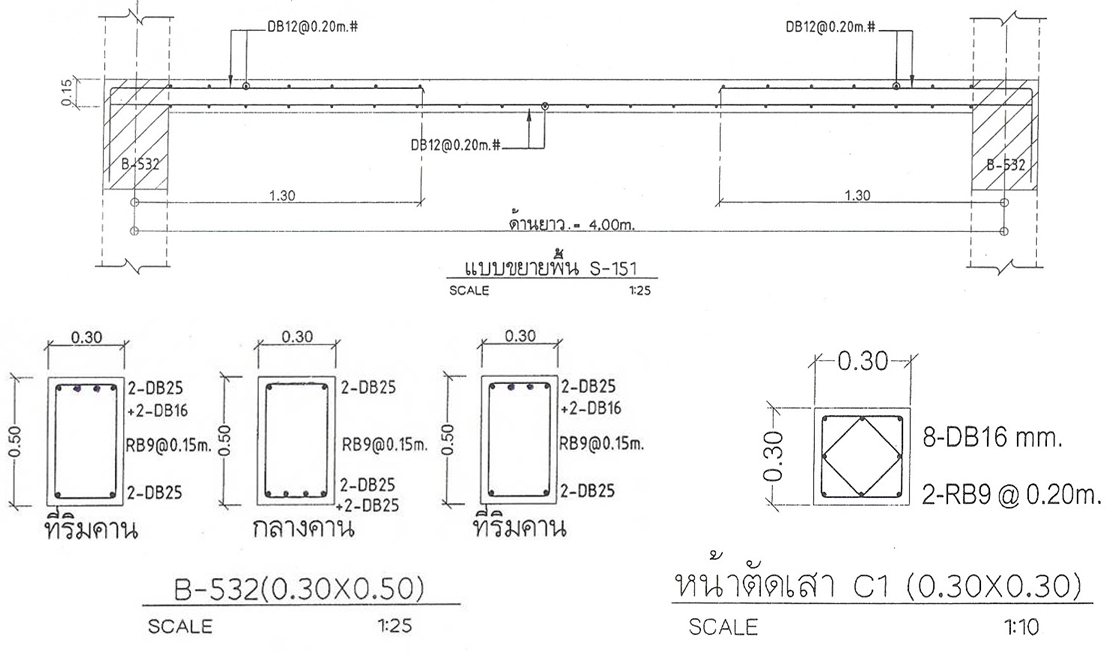 DB12@0.20m.#
DB12@0.20m.#
0.15
DB12@0.20m.#
B-532
B-532
1.30
1.30
ด้านยาว.= 4.00m.
แบบขยายพื้น S-151
SCALE 1:25
0.30
0.50
2-DB25
+2-DB16
RB9@0.15m.
2-DB25
ที่ริมคาน
0.30
0.50
2-DB25
RB9@0.15m.
2-DB25
+2-DB25
กลางคาน
0.30
0.50
2-DB25
+2-DB16
RB9@0.15m.
2-DB25
ที่ริมคาน
B-532(0.30X0.50)
SCALE 1:25
0.30
0.30
8-DB16 mm.
2-RB9 @ 0.20m.
หน้าตัดเสา C1 (0.30X0.30)
SCALE 1:10